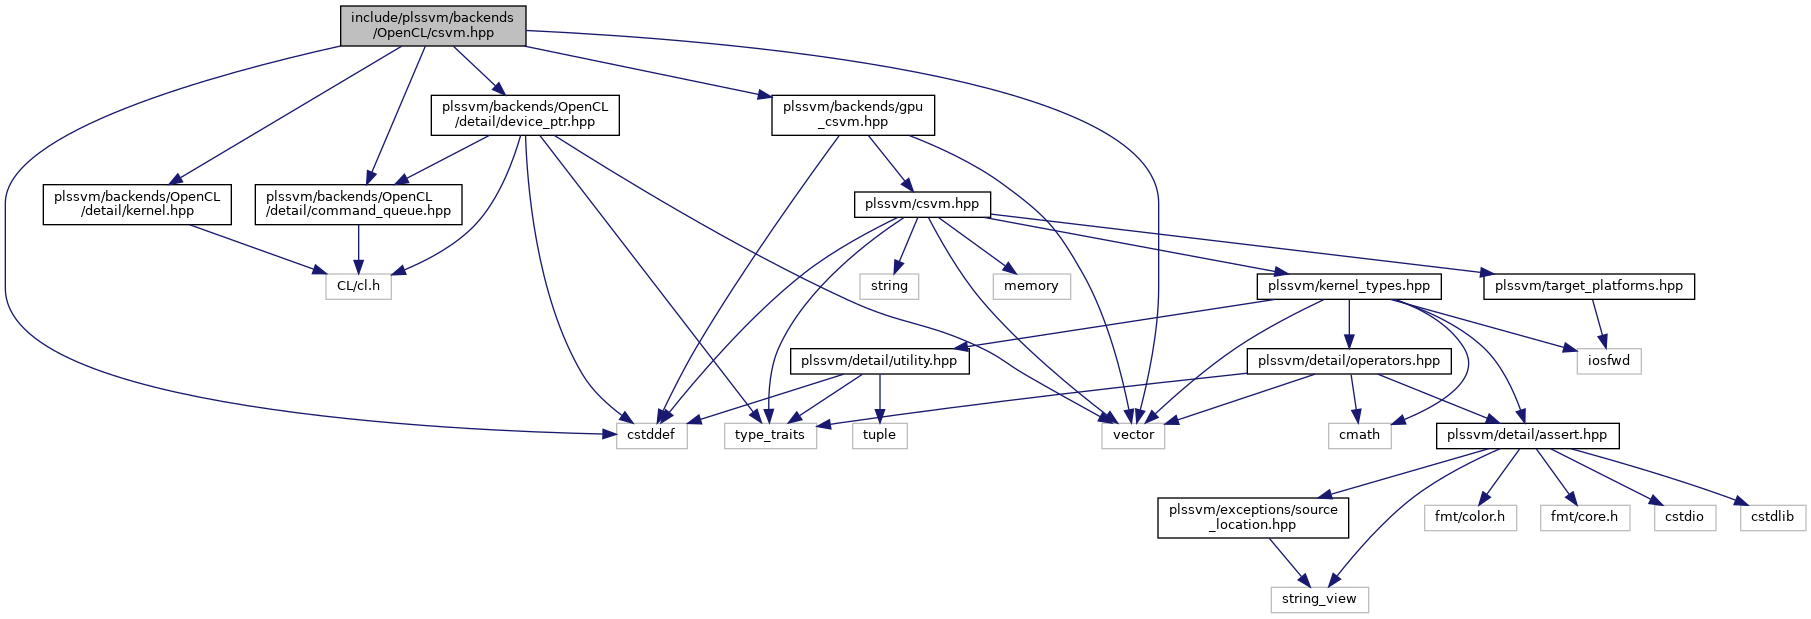 include/plssvm/backends
/OpenCL/csvm.hpp
plssvm/backends/OpenCL
/detail/device_ptr.hpp
plssvm/backends/gpu
_csvm.hpp
plssvm/backends/OpenCL
/detail/kernel.hpp
plssvm/backends/OpenCL
/detail/command_queue.hpp
plssvm/csvm.hpp
CL/cl.h
string
memory
plssvm/kernel_types.hpp
plssvm/target_platforms.hpp
plssvm/detail/utility.hpp
plssvm/detail/operators.hpp
iosfwd
cstddef
type_traits
tuple
vector
cmath
plssvm/detail/assert.hpp
plssvm/exceptions/source
_location.hpp
fmt/color.h
fmt/core.h
cstdio
cstdlib
string_view